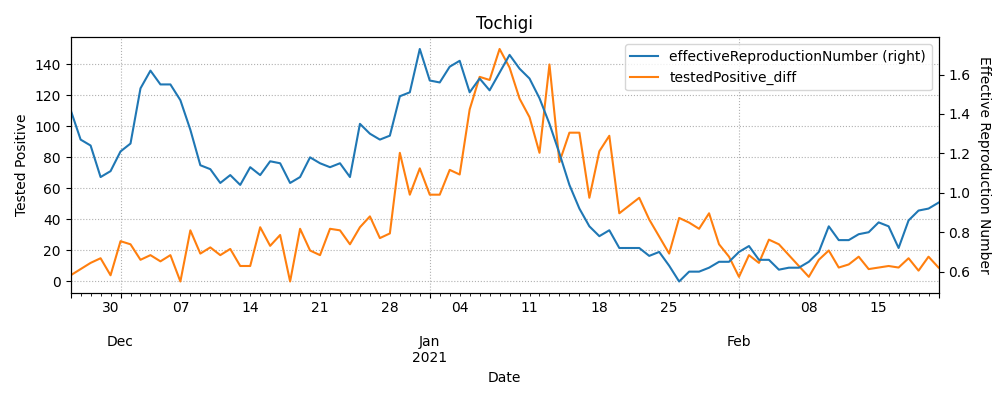 Tochigi
effectiveReproductionNumber (right)
testedPositive_diff
Tested Positive
140
120
100
80
60
40
20
0
1.6
1.4
1.2
1.0
0.8
0.6
Effective Reproduction Number
30 07 14 21 28 04 11 18 25 08 15
Dec Jan Feb
2021
Date